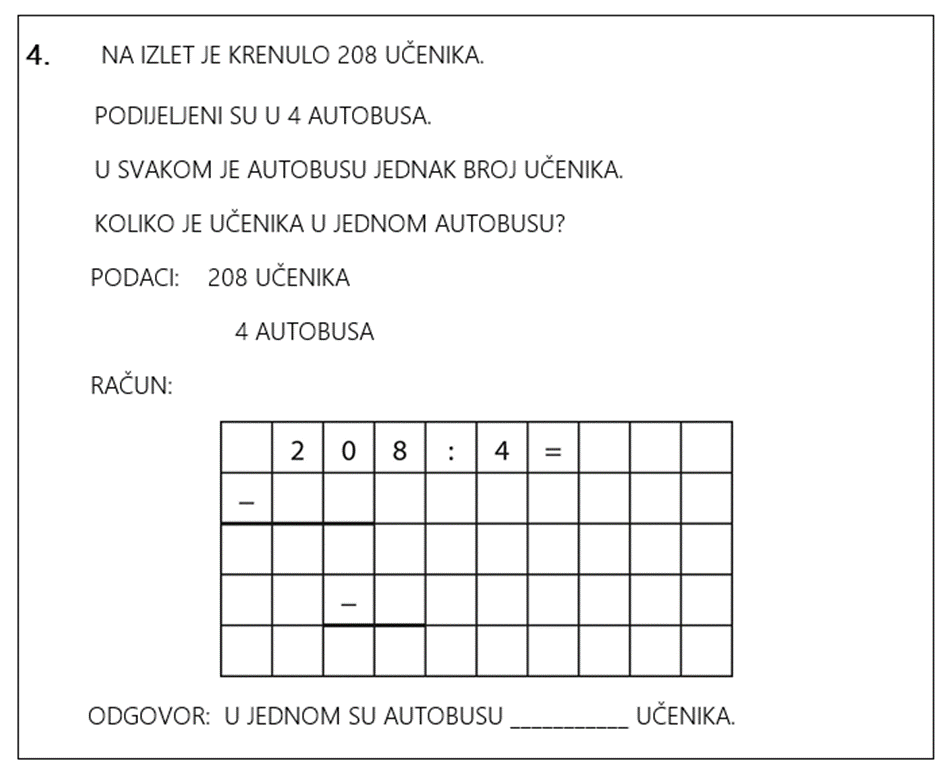 4. NA IZLET JE KRENULO 208 UČENIKA.
PODIJELJENI SU U 4 AUTOBUSA.
U SVAKOM JE AUTOBUSU JEDNAK BROJ UČENIKA.
KOLIKO JE UČENIKA U JEDNOM AUTOBUSU?
PODACI: 208 UČENIKA
4 AUTOBUSA
RAČUN:
2 0 8 : 4 =
–
–
ODGOVOR: U JEDNOM SU AUTOBUSU ___________ UČENIKA.